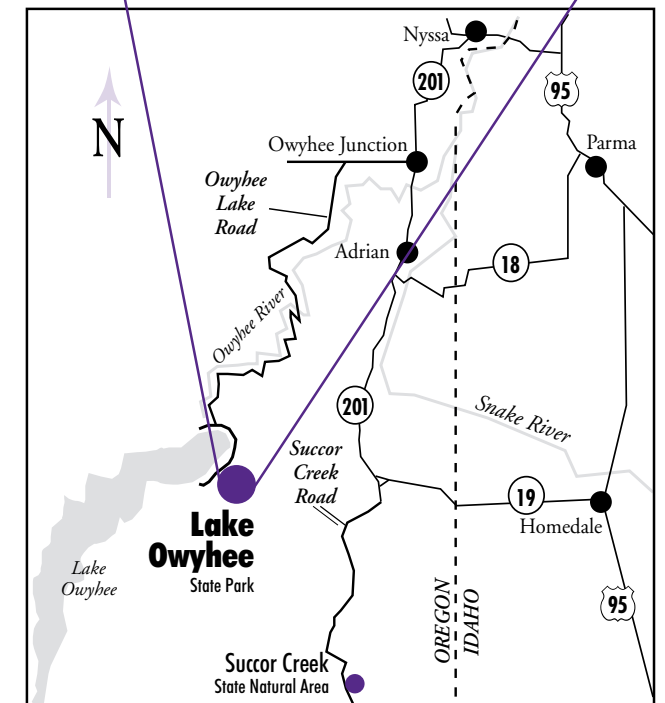 Nyssa
201
95
N
Owyhee Junction
Parma
Owyhee
Lake
Road
Adrian
18
Owyhee River
201
Snake River
Succor
Creek
Road
19
Lake
Owyhee
State Park
Homedale
Lake
Owyhee
OREGON
IDAHO
95
Succor Creek
State Natural Area